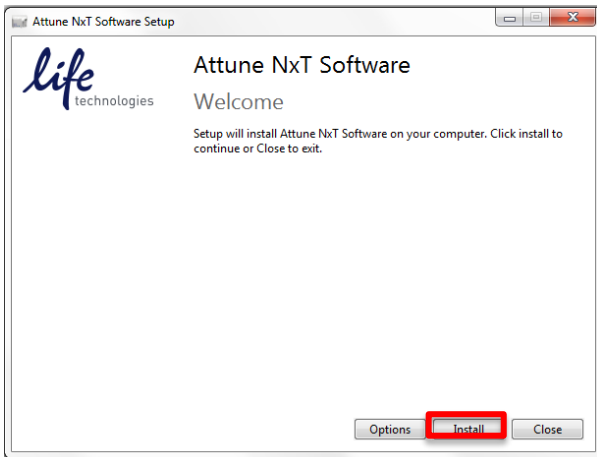 Attune NxT Software Setup
life
technologies
Attune NxT Software
Welcome
Setup will install Attune NxT Software on your computer. Click install to
continue or Close to exit.
Options
Install
Close